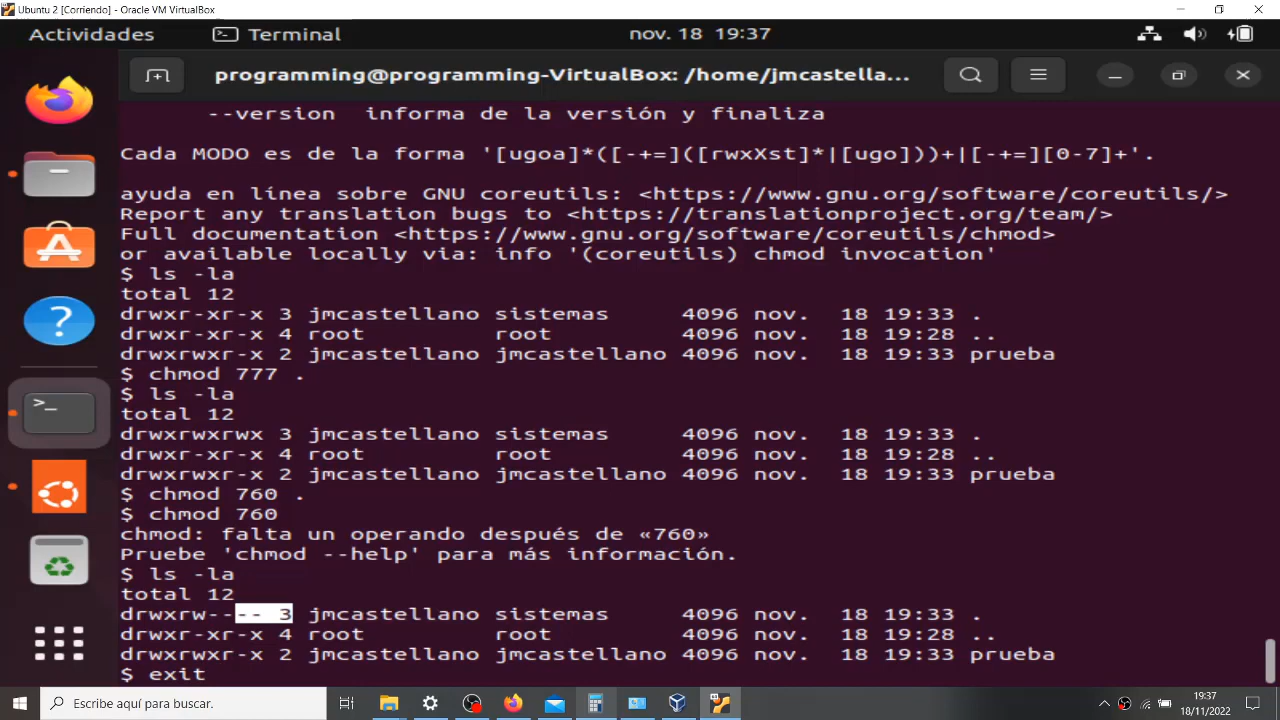 Ubuntu 2 [Corriendo] - Oracle VM VirtualBox
Actividades
Terminal
nov. 18 19:37
programming@programming-VirtualBox: /home/jmcastella...
--version  informa de la versión y finaliza
Cada MODO es de la forma '[ugoa]*([-+=]([rwxXst]*|[ugo]))+|[-+=][0-7]+'.
ayuda en línea sobre GNU coreutils: <https://www.gnu.org/software/coreutils/>
Report any translation bugs to <https://translationproject.org/team/>
Full documentation <https://www.gnu.org/software/coreutils/chmod>
or available locally via: info '(coreutils) chmod invocation'
$ ls -la
total 12
drwxr-xr-x 3 jmcastellano sistemas     4096 nov.  18 19:33 .
drwxr-xr-x 4 root         root         4096 nov.  18 19:28 ..
drwxrwxr-x 2 jmcastellano jmcastellano 4096 nov.  18 19:33 prueba
$ chmod 777 .
$ ls -la
total 12
drwxrwxrwx 3 jmcastellano sistemas     4096 nov.  18 19:33 .
drwxr-xr-x 4 root         root         4096 nov.  18 19:28 ..
drwxrwxr-x 2 jmcastellano jmcastellano 4096 nov.  18 19:33 prueba
$ chmod 760 .
$ chmod 760
chmod: falta un operando después de «760»
Pruebe 'chmod --help' para más información.
$ ls -la
total 12
drwxrw---- 3 jmcastellano sistemas     4096 nov.  18 19:33 .
drwxr-xr-x 4 root         root         4096 nov.  18 19:28 ..
drwxrwxr-x 2 jmcastellano jmcastellano 4096 nov.  18 19:33 prueba
$ exit
Escribe aquí para buscar.
19:37
18/11/2022